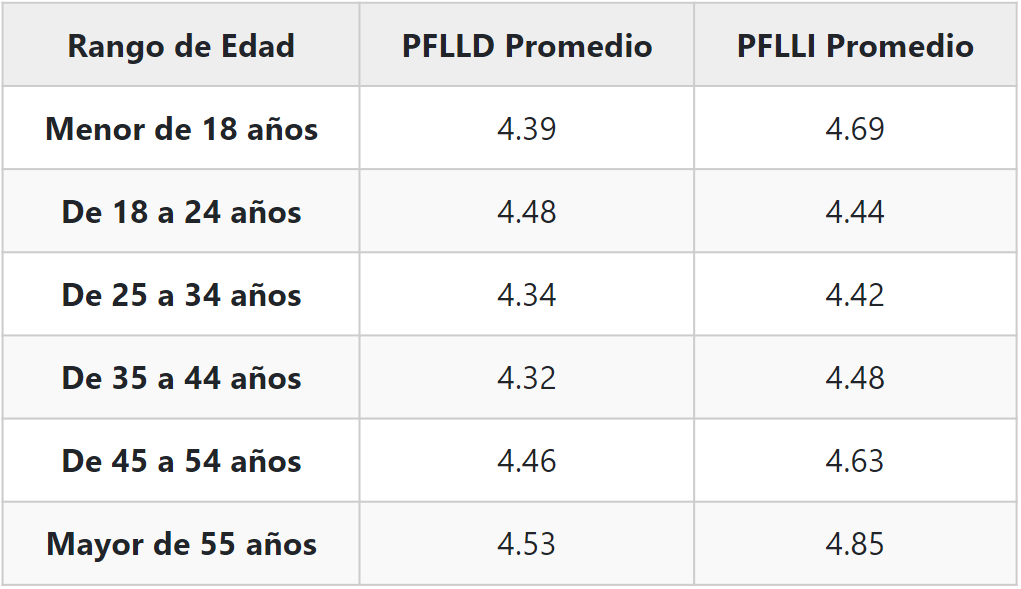 Rango de Edad PFLLD Promedio PFLLI Promedio
Menor de 18 años 4.39 4.69
De 18 a 24 años 4.48 4.44
De 25 a 34 años 4.34 4.42
De 35 a 44 años 4.32 4.48
De 45 a 54 años 4.46 4.63
Mayor de 55 años 4.53 4.85